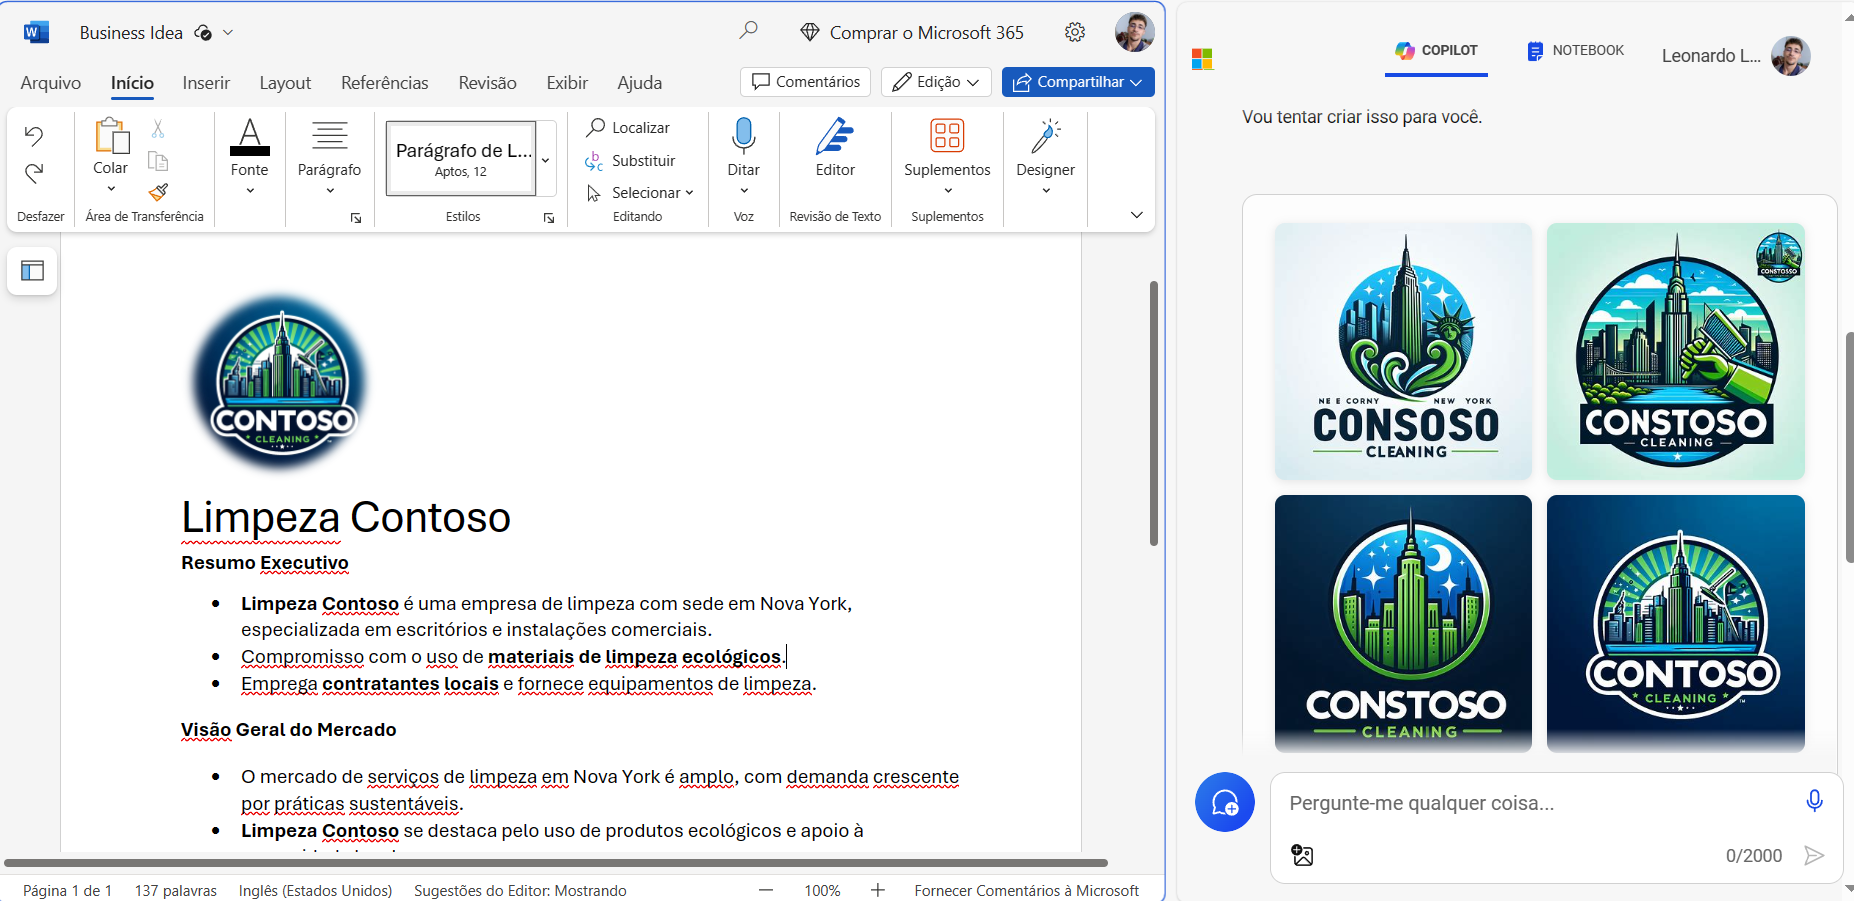 Business Idea
Comprar o Microsoft 365
Arquivo
Início
Inserir
Layout
Referências
Revisão
Exibir
Ajuda
Comentários
Edição
Compartilhar
Colar
Fonte
Parágrafo
Parágrafo de L...
Aptos, 12
Localizar
Substituir
Selecionar
Ditar
Editor
Suplementos
Designer
Desfazer
Área de Transferência
Estilos
Editando
Voz
Revisão de Texto
Suplementos
CONTOSO
CLEANING
Limpeza Contoso
Resumo Executivo
• Limpeza Contoso é uma empresa de limpeza com sede em Nova York,
especializada em escritórios e instalações comerciais.
• Compromisso com o uso de materiais de limpeza ecológicos.
• Emprega contratantes locais e fornece equipamentos de limpeza.
Visão Geral do Mercado
• O mercado de serviços de limpeza em Nova York é amplo, com demanda crescente
por práticas sustentáveis.
• Limpeza Contoso se destaca pelo uso de produtos ecológicos e apoio à
Página 1 de 1
137 palavras
Inglês (Estados Unidos)
Sugestões do Editor: Mostrando
100%
Fornecer Comentários à Microsoft
COPILOT
NOTEBOOK
Leonardo L...
Vou tentar criar isso para você.
NE E CORNY NEW YORK
CONSOSO
CLEANING
CONSTOSSO
CONSTOSO
CLEANING
CONSTOSO
CLEANING
CONTOSO
CLEANING
TM
Pergunte-me qualquer coisa...
0/2000